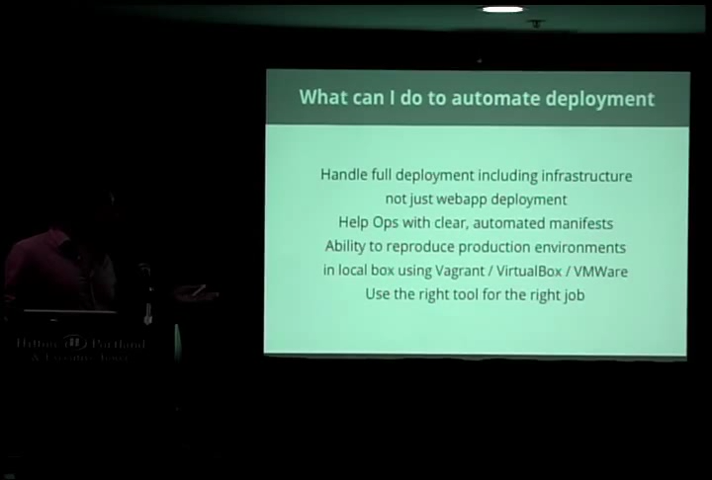 What can I do to automate deployment
Handle full deployment including infrastructure
not just webapp deployment
Help Ops with clear, automated manifests
Ability to reproduce production environments
in local box using Vagrant / VirtualBox / VMWare
Use the right tool for the right job
Hilton Portland
& Executive Tower